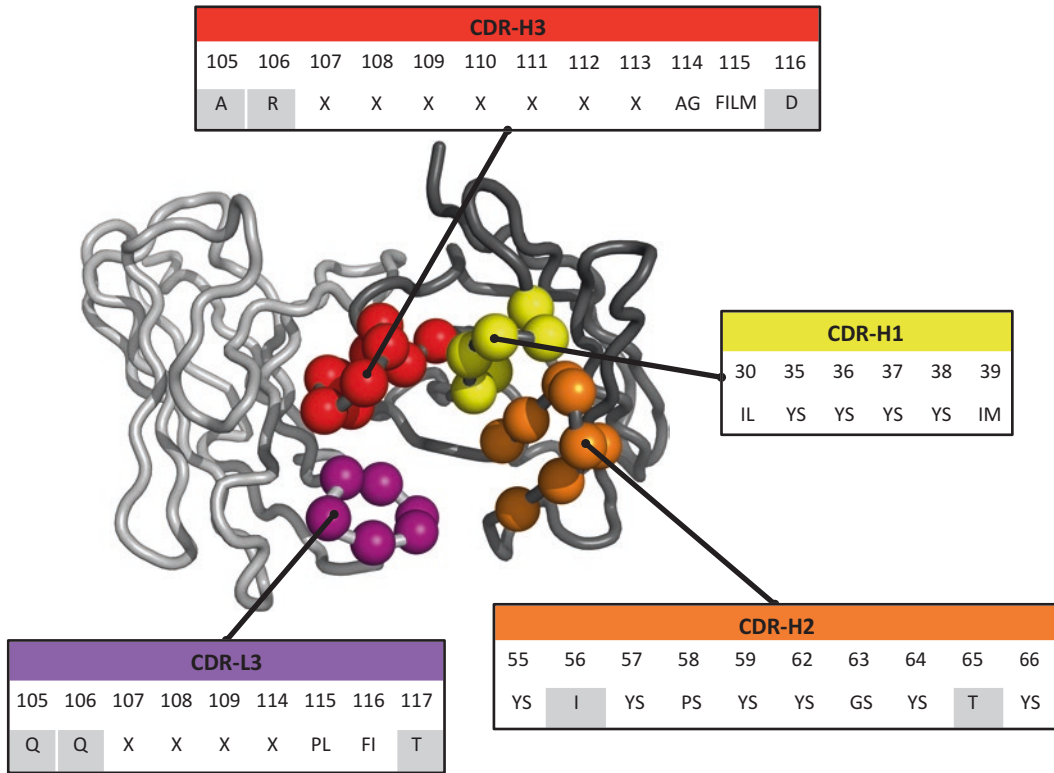 CDR-H3
105 106 107 108 109 110 111 112 113 114 115 116
A R X X X X X X X AG FILM D
CDR-H1
30 35 36 37 38 39
IL YS YS YS YS IM
CDR-H2
55 56 57 58 59 62 63 64 65 66
YS I YS PS YS YS GS YS T YS
CDR-L3
105 106 107 108 109 114 115 116 117
Q Q X X X X PL FI T